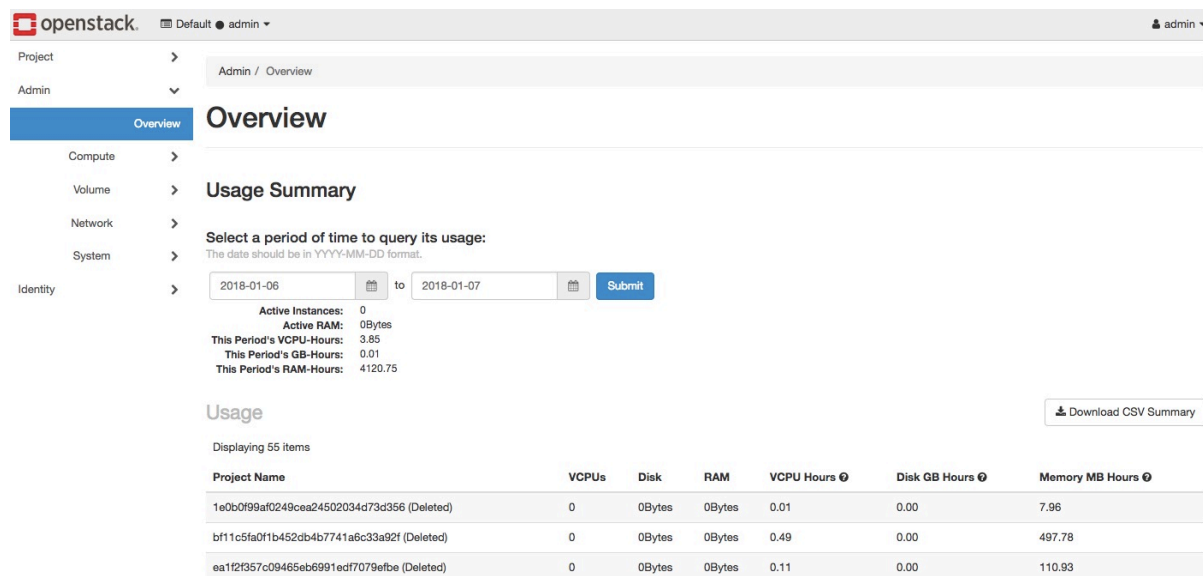 openstack. Default admin admin
Project
Admin
Overview
Compute
Volume
Network
System
Identity
Admin / Overview
Overview
Usage Summary
Select a period of time to query its usage:
The date should be in YYYY-MM-DD format.
2018-01-06 to 2018-01-07 Submit
Active Instances: 0
Active RAM: 0Bytes
This Period's VCPU-Hours: 3.85
This Period's GB-Hours: 0.01
This Period's RAM-Hours: 4120.75
Usage
Download CSV Summary
Displaying 55 items
Project Name VCPUs Disk RAM VCPU Hours Disk GB Hours Memory MB Hours
1e0b0f99af0249cea24502034d73d356 (Deleted) 0 0Bytes 0Bytes 0.01 0.00 7.96
bf11c5fa0f1b452db4b7741a6c33a92f (Deleted) 0 0Bytes 0Bytes 0.49 0.00 497.78
ea1f2f357c09465eb6991edf7079efbe (Deleted) 0 0Bytes 0Bytes 0.11 0.00 110.93